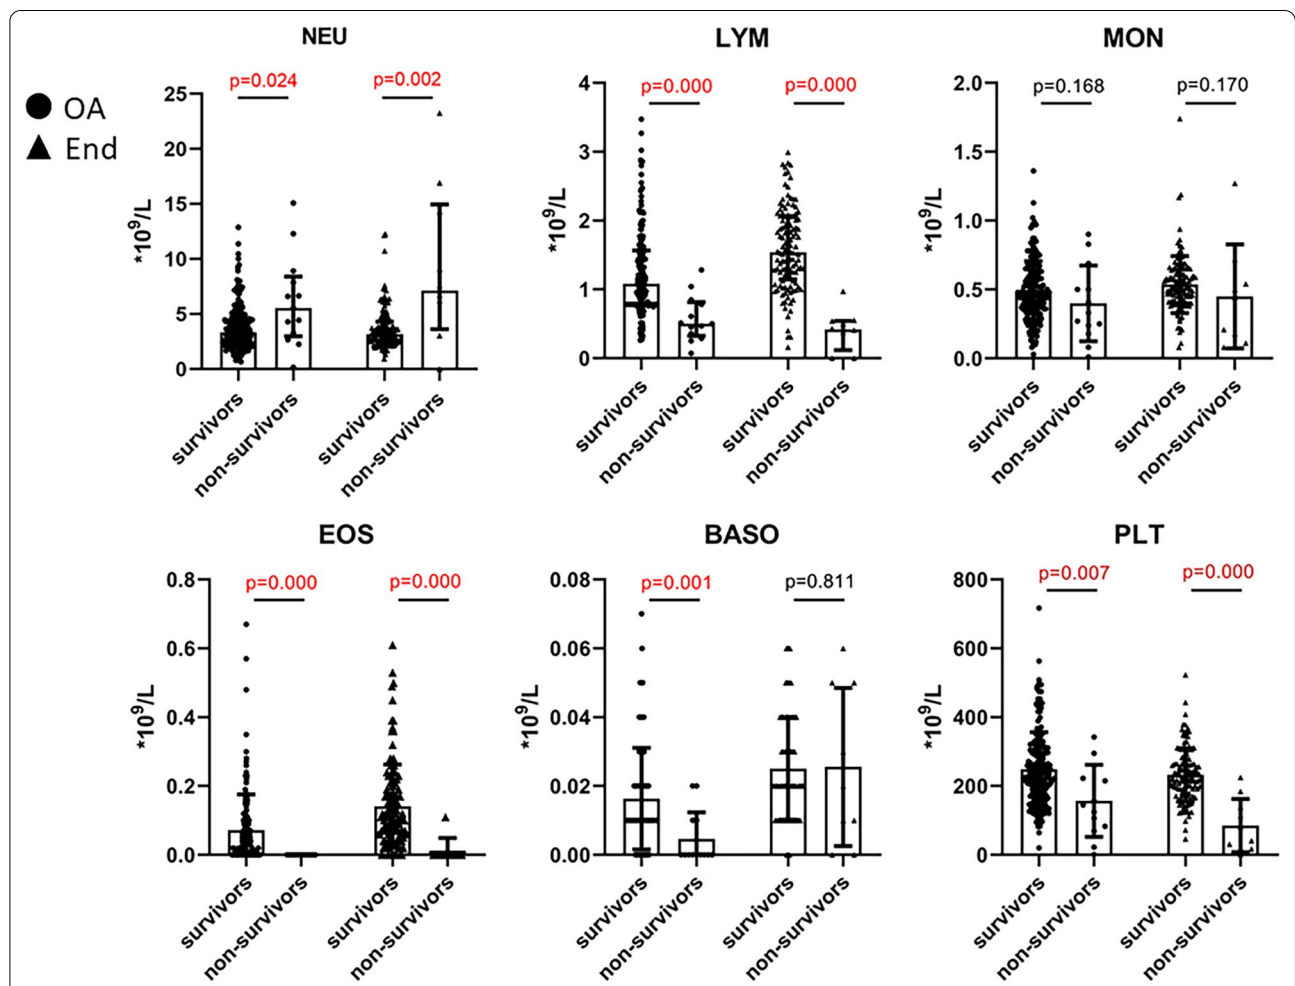 NEU
LYM
MON
OA
End
p=0.024
p=0.002
25
20
15
10
5
0
*10⁹/L
survivors
non-survivors
survivors
non-survivors
p=0.000
p=0.000
4
3
2
1
0
*10⁹/L
survivors
non-survivors
survivors
non-survivors
p=0.168
p=0.170
2.0
1.5
1.0
0.5
0.0
*10⁹/L
survivors
non-survivors
survivors
non-survivors
EOS
BASO
PLT
p=0.000
p=0.000
0.8
0.6
0.4
0.2
0.0
*10⁹/L
survivors
non-survivors
survivors
non-survivors
p=0.001
p=0.811
0.08
0.06
0.04
0.02
0.00
*10⁹/L
survivors
non-survivors
survivors
non-survivors
p=0.007
p=0.000
800
600
400
200
0
*10⁹/L
survivors
non-survivors
survivors
non-survivors